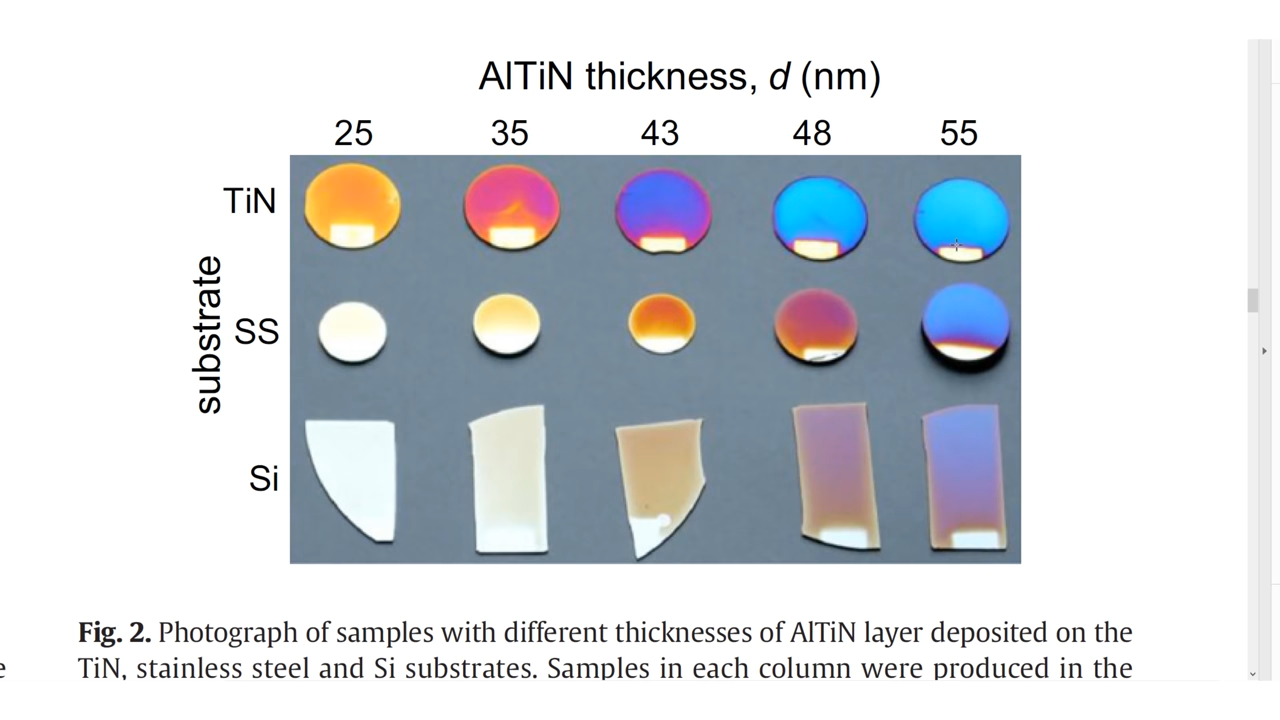 AlTiN thickness, d (nm)
25 35 43 48 55
TiN
substrate
SS
Si
Fig. 2. Photograph of samples with different thicknesses of AlTiN layer deposited on the
e TiN, stainless steel and Si substrates. Samples in each column were produced in the